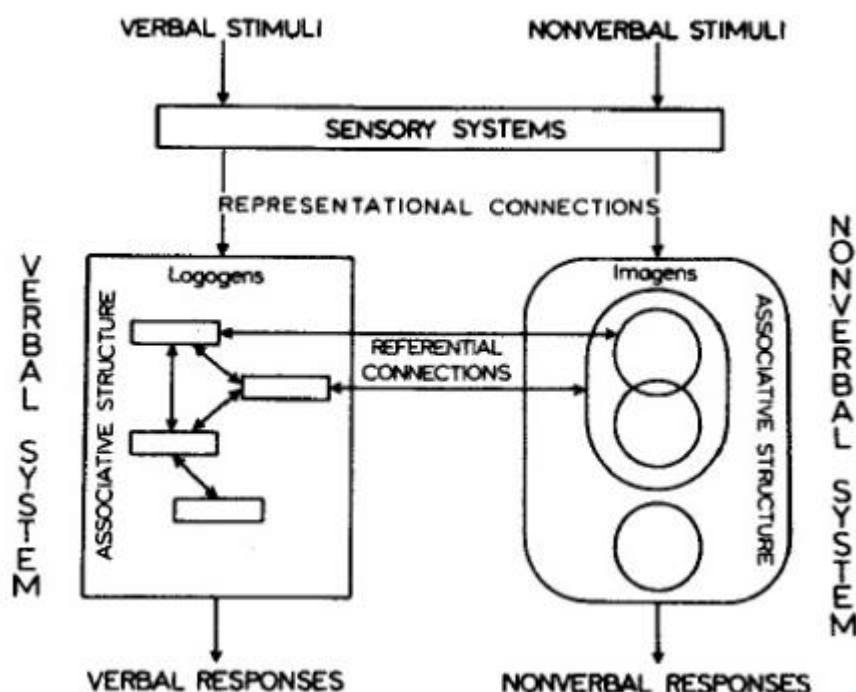 VERBAL STIMULI
NONVERBAL STIMULI
SENSORY SYSTEMS
REPRESENTATIONAL CONNECTIONS
VERBAL SYSTEM
ASSOCIATIVE STRUCTURE
Logogens
REFERENTIAL
CONNECTIONS
Imagens
ASSOCIATIVE STRUCTURE
NONVERBAL SYSTEM
VERBAL RESPONSES
NONVERBAL RESPONSES